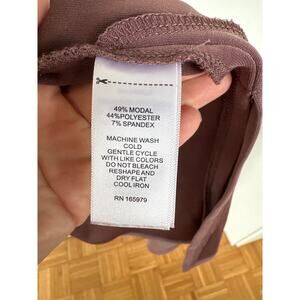 49% MODAL
44%POLYESTER
7% SPANDEX
MACHINE WASH
COLD
GENTLE CYCLE
WITH LIKE COLORS
DO NOT BLEACH
RESHAPE AND
DRY FLAT
COOL IRON
RN 165979